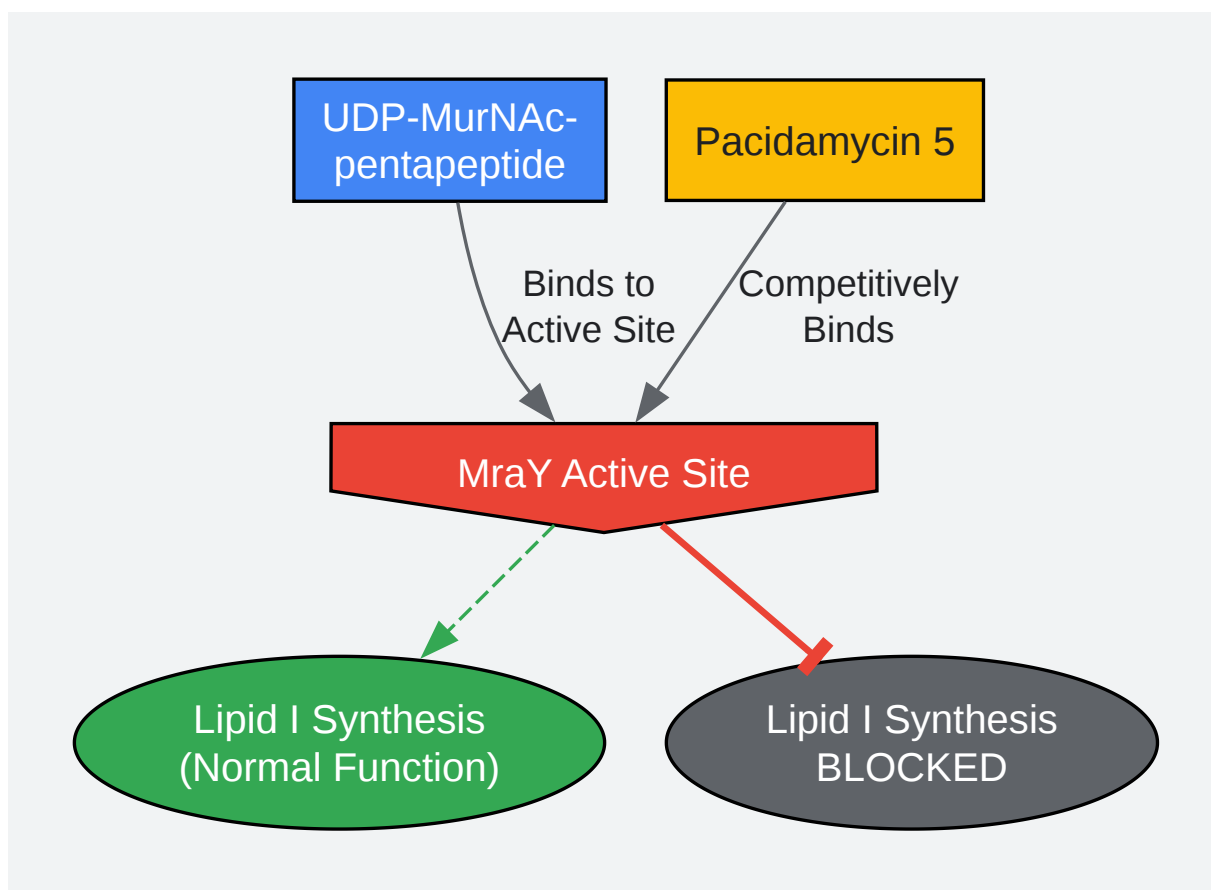 UDP-MurNAc-
pentapeptide
Pacidamycin 5
Binds to
Active Site
Competitively
Binds
MraY Active Site
Lipid I Synthesis
(Normal Function)
Lipid I Synthesis
BLOCKED